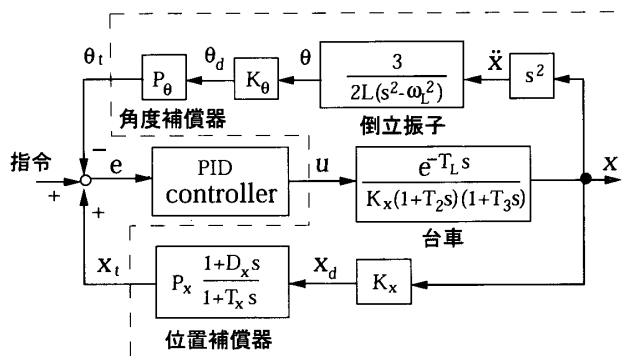 θt
Pθ
θd
Kθ
θ
3
2L(s²-ωL²)
ẍ
s²
角度補償器
倒立振子
指令
−
+
+
e
PID
controller
u
e^-TLs
Kx(1+T2s)(1+T3s)
x
台車
xt
Px 1+Dxs
1+Txs
xd
Kx
位置補償器